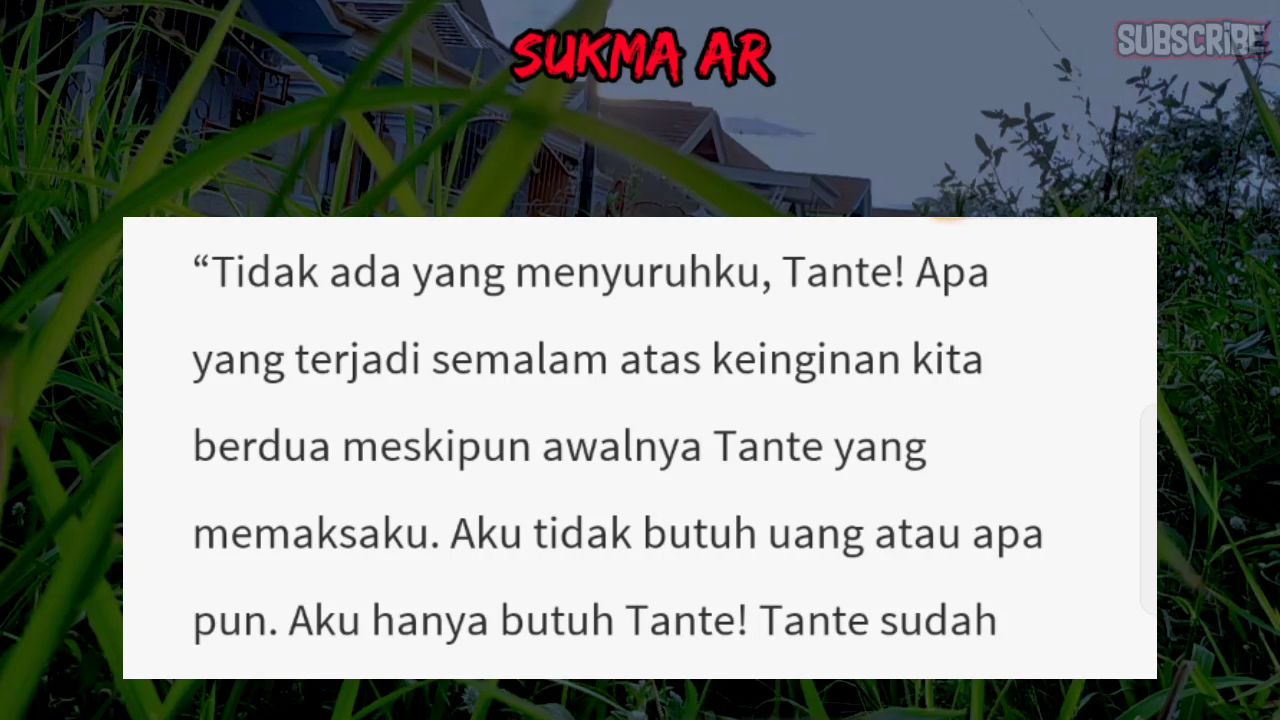 SUKMA AR
SUBSCRIBE
“Tidak ada yang menyuruhku, Tante! Apa
yang terjadi semalam atas keinginan kita
berdua meskipun awalnya Tante yang
memaksaku. Aku tidak butuh uang atau apa
pun. Aku hanya butuh Tante! Tante sudah